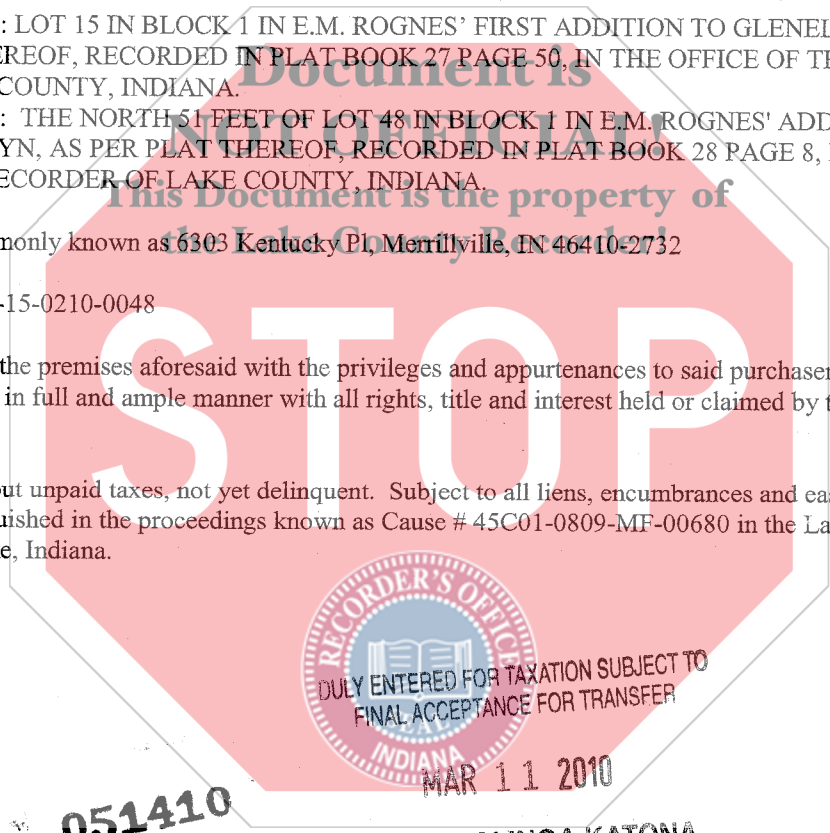 : LOT 15 IN BLOCK 1 IN E.M. ROGNES’ FIRST ADDITION TO GLENEL
EREOF, RECORDED IN PLAT BOOK 27 PAGE 50, IN THE OFFICE OF TH
Document is
COUNTY, INDIANA.
: THE NORTH 51 FEET OF LOT 48 IN BLOCK 1 IN E.M. ROGNES' ADD
NOT OFFICIAL!
YN, AS PER PLAT THEREOF, RECORDED IN PLAT BOOK 28 PAGE 8,
ECORDER OF LAKE COUNTY, INDIANA.
This Document is the property of
monly known as 6303 Kentucky Pl, Merrillville, IN 46410-2732
the Lake County Recorder!
-15-0210-0048
STOP
the premises aforesaid with the privileges and appurtenances to said purchaser
in full and ample manner with all rights, title and interest held or claimed by t
out unpaid taxes, not yet delinquent. Subject to all liens, encumbrances and eas
uished in the proceedings known as Cause # 45C01-0809-MF-00680 in the La
e, Indiana.
RECORDER'S OFFICE
SEAL
INDIANA
DULY ENTERED FOR TAXATION SUBJECT TO
FINAL ACCEPTANCE FOR TRANSFER
MAR 11 2010
051410
KATONA